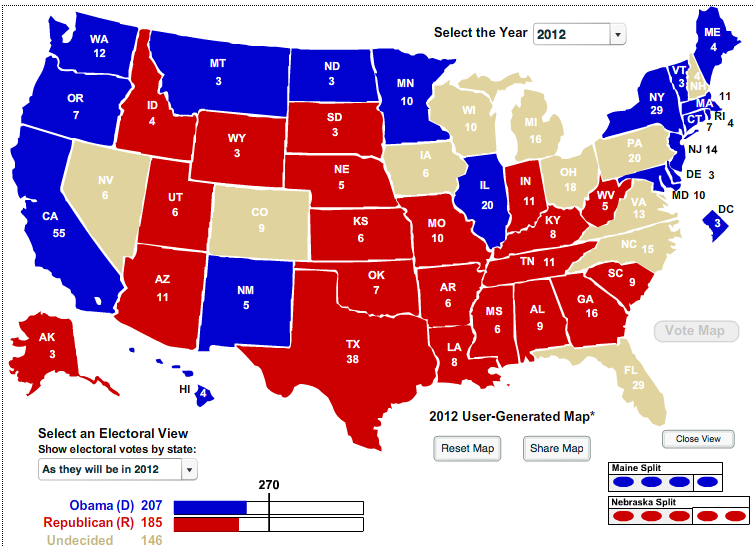 Select the Year 2012
WA
12
OR
7
CA
55
NV
6
ID
4
MT
3
WY
3
UT
6
AZ
11
CO
9
NM
5
ND
3
SD
3
NE
5
KS
6
OK
7
TX
38
MN
10
IA
6
MO
10
AR
6
LA
8
WI
10
IL
20
MI
16
IN
11
OH
18
KY
8
TN 11
MS
6
AL
9
GA
16
FL
29
SC 9
NC 15
VA
13
WV
5
PA
20
NY
29
VT
3
4
NH
ME
4
MA
11
RI 4
CT
7
NJ 14
DE 3
MD 10
DC
3
AK
3
HI
4
Vote Map
2012 User-Generated Map*
Reset Map
Share Map
Close View
Select an Electoral View
Show electoral votes by state:
As they will be in 2012
270
Obama (D) 207
Republican (R) 185
Undecided 146
Maine Split
Nebraska Split